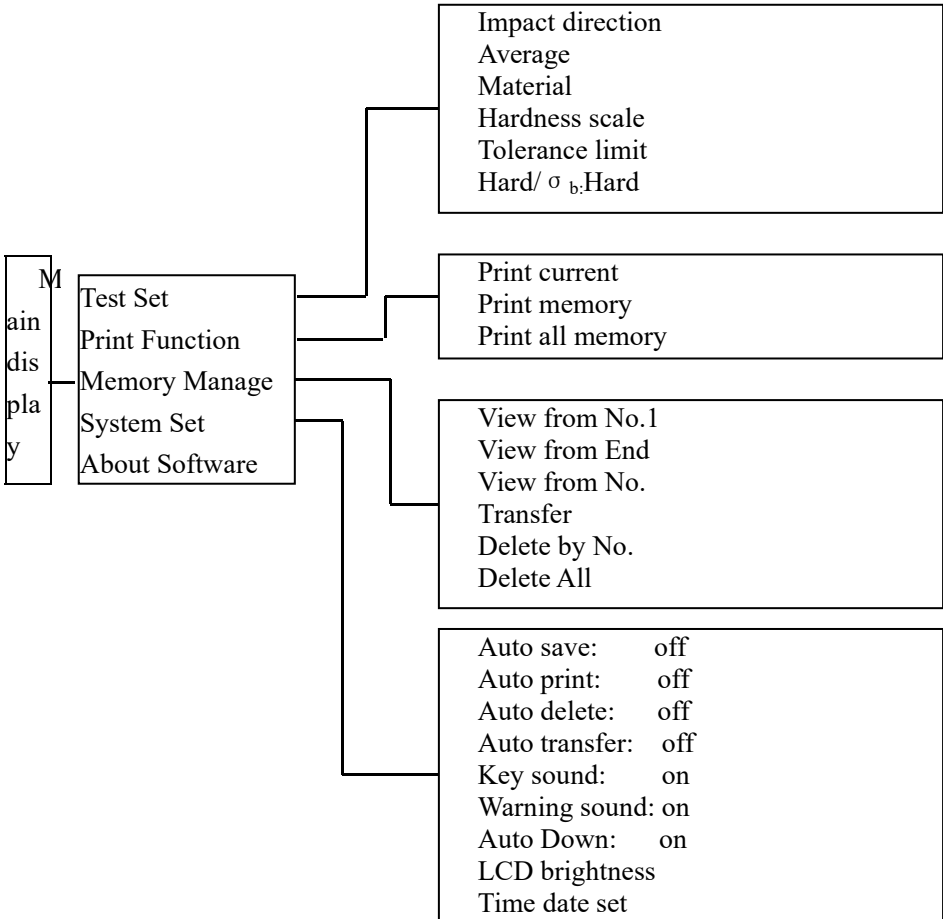 M
ain
dis
pla
y
Test Set
Print Function
Memory Manage
System Set
About Software
Impact direction
Average
Material
Hardness scale
Tolerance limit
Hard/ σ b:Hard
Print current
Print memory
Print all memory
View from No.1
View from End
View from No.
Transfer
Delete by No.
Delete All
Auto save: off
Auto print: off
Auto delete: off
Auto transfer: off
Key sound: on
Warning sound: on
Auto Down: on
LCD brightness
Time date set